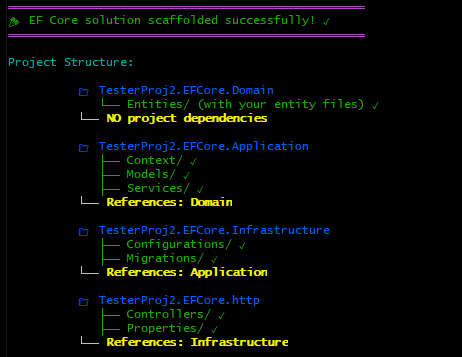 EF Core solution scaffolded successfully! ✓
Project Structure:
TesterProj2.EFCore.Domain
Entities/ (with your entity files) ✓
NO project dependencies
TesterProj2.EFCore.Application
Context/ ✓
Models/ ✓
Services/ ✓
References: Domain
TesterProj2.EFCore.Infrastructure
Configurations/ ✓
Migrations/ ✓
References: Application
TesterProj2.EFCore.http
Controllers/ ✓
Properties/ ✓
References: Infrastructure